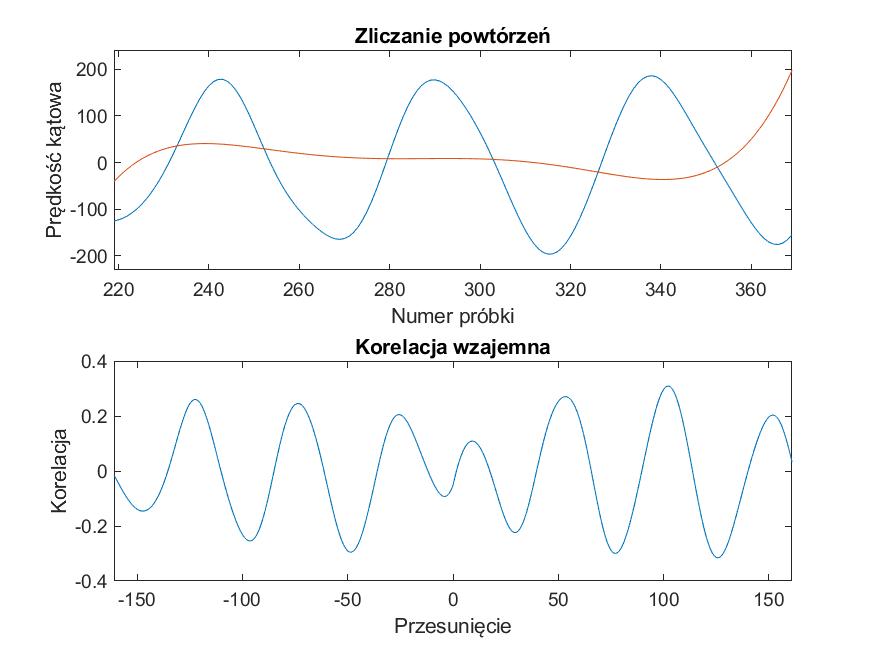 Zliczanie powtórzeń
200
100
0
-100
-200
Prędkość kątowa
220 240 260 280 300 320 340 360
Numer próbki
Korelacja wzajemna
0.4
0.2
0
-0.2
-0.4
Korelacja
-150 -100 -50 0 50 100 150
Przesunięcie